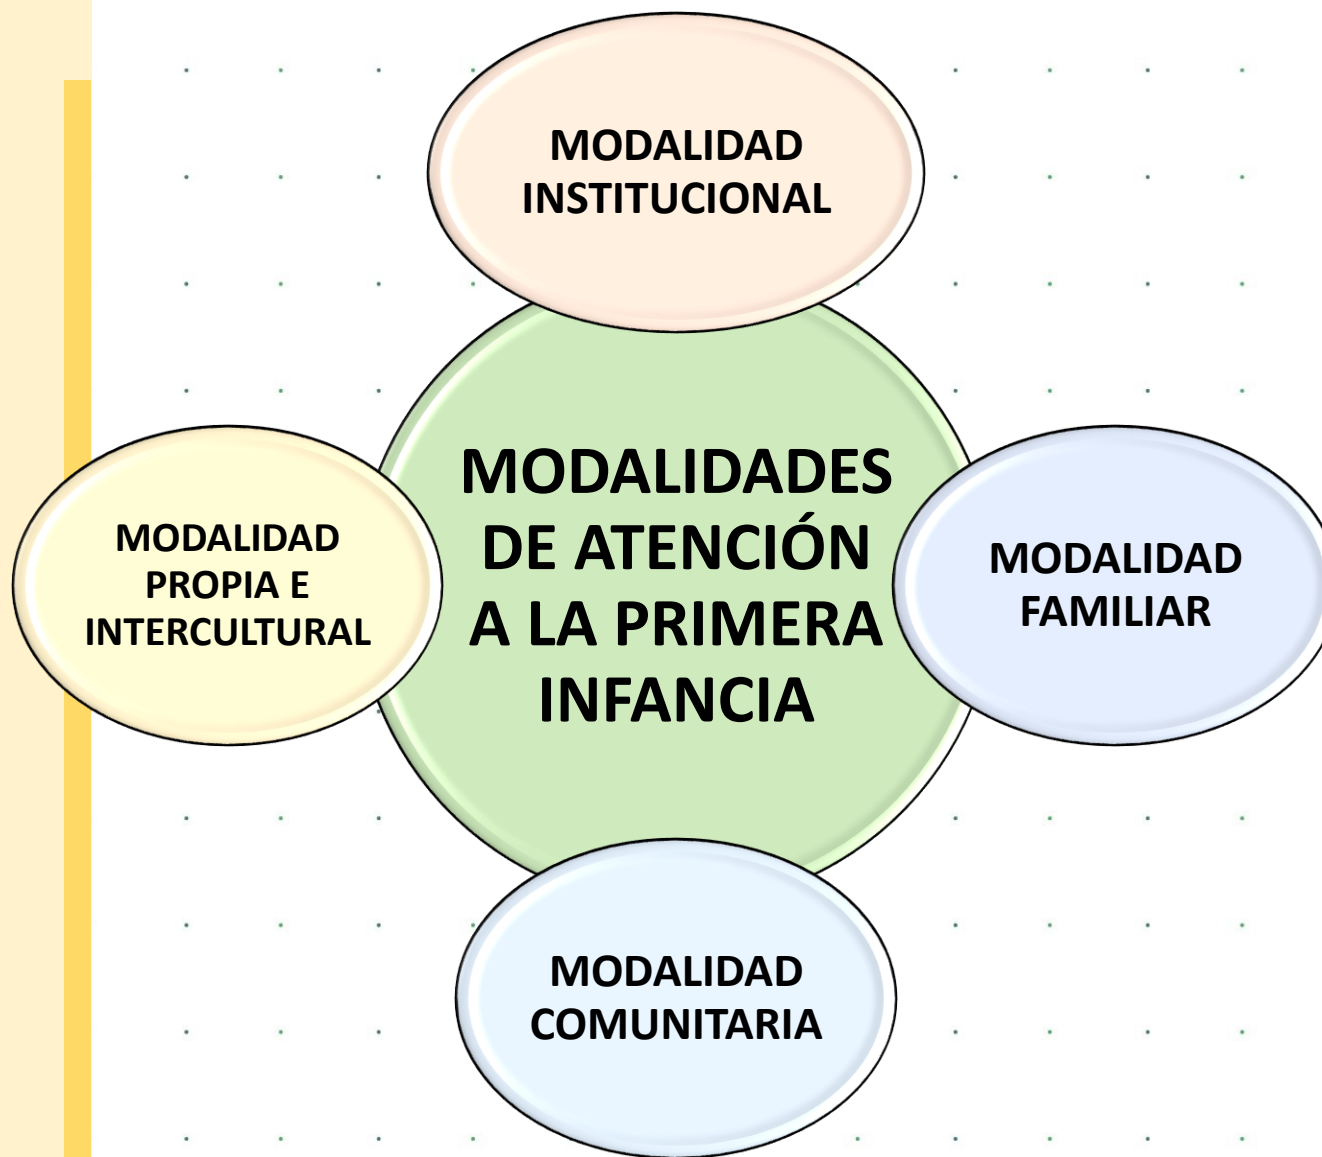 MODALIDAD
INSTITUCIONAL
MODALIDADES
DE ATENCIÓN
A LA PRIMERA
INFANCIA
MODALIDAD
PROPIA E
INTERCULTURAL
MODALIDAD
FAMILIAR
MODALIDAD
COMUNITARIA